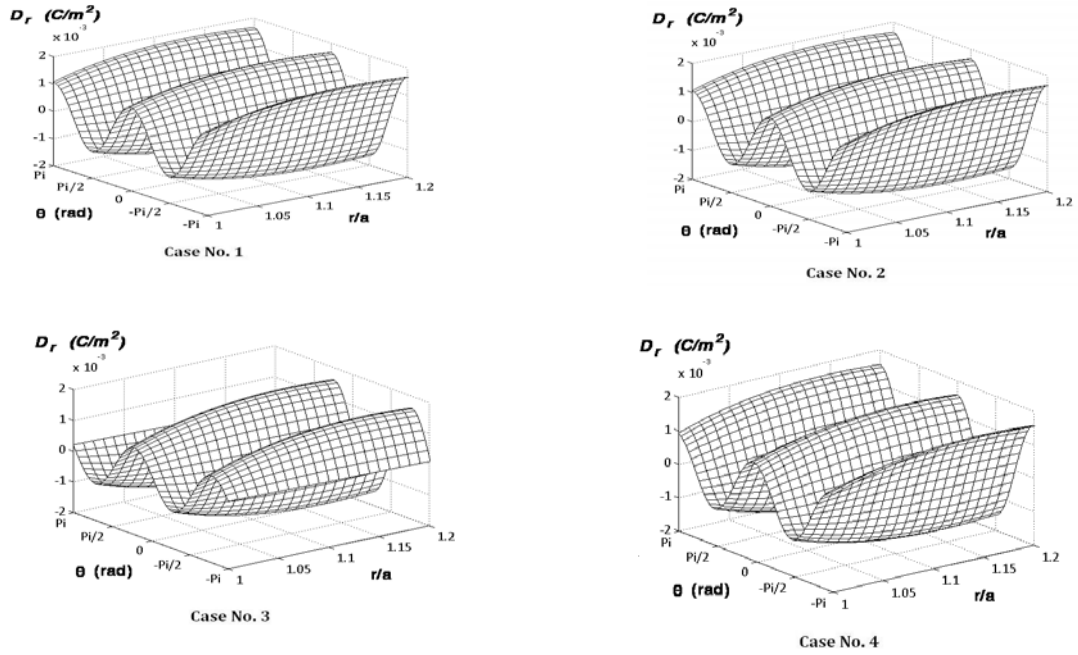 D_r (C/m^2)
x 10^-3
2
1
0
-1
-2
Pi
Pi/2
0
-Pi/2
-Pi
θ (rad)
1
1.05
1.1
1.15
1.2
r/a
Case No. 1
D_r (C/m^2)
x 10^-3
2
1
0
-1
-2
Pi
Pi/2
0
-Pi/2
-Pi
θ (rad)
1
1.05
1.1
1.15
1.2
r/a
Case No. 2
D_r (C/m^2)
x 10^-3
2
1
0
-1
-2
Pi
Pi/2
0
-Pi/2
-Pi
θ (rad)
1
1.05
1.1
1.15
1.2
r/a
Case No. 3
D_r (C/m^2)
x 10^-3
2
1
0
-1
-2
Pi
Pi/2
0
-Pi/2
-Pi
θ (rad)
1
1.05
1.1
1.15
1.2
r/a
Case No. 4